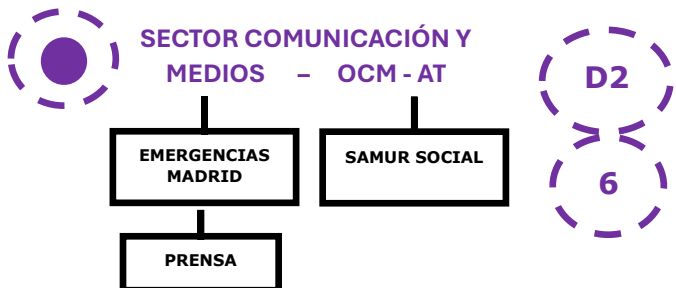 SECTOR COMUNICACIÓN Y
MEDIOS – OCM - AT
D2
EMERGENCIAS
MADRID
SAMUR SOCIAL
6
PRENSA